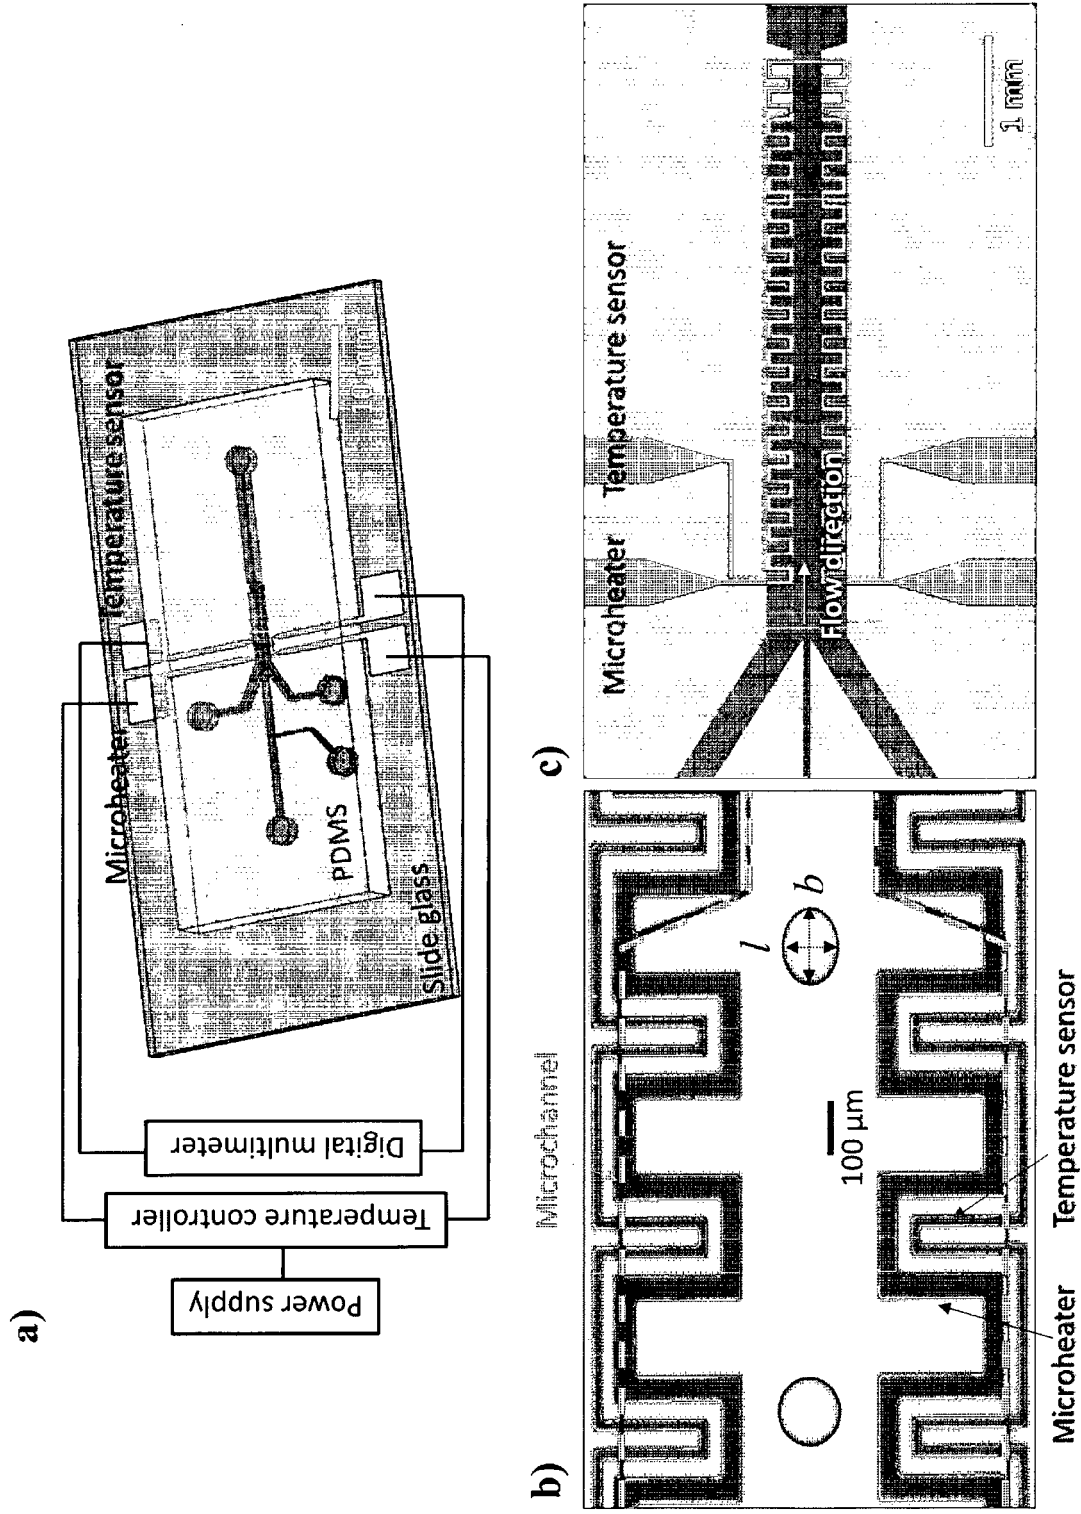 a)
Power supply
Temperature controller
Digital multimeter
Microheater
Temperature sensor
PDMS
Slide glass
b)
Microchannel
100 µm
l
b
Microheater
Temperature sensor
c)
Microheater
Temperature sensor
Flow direction
1 mm